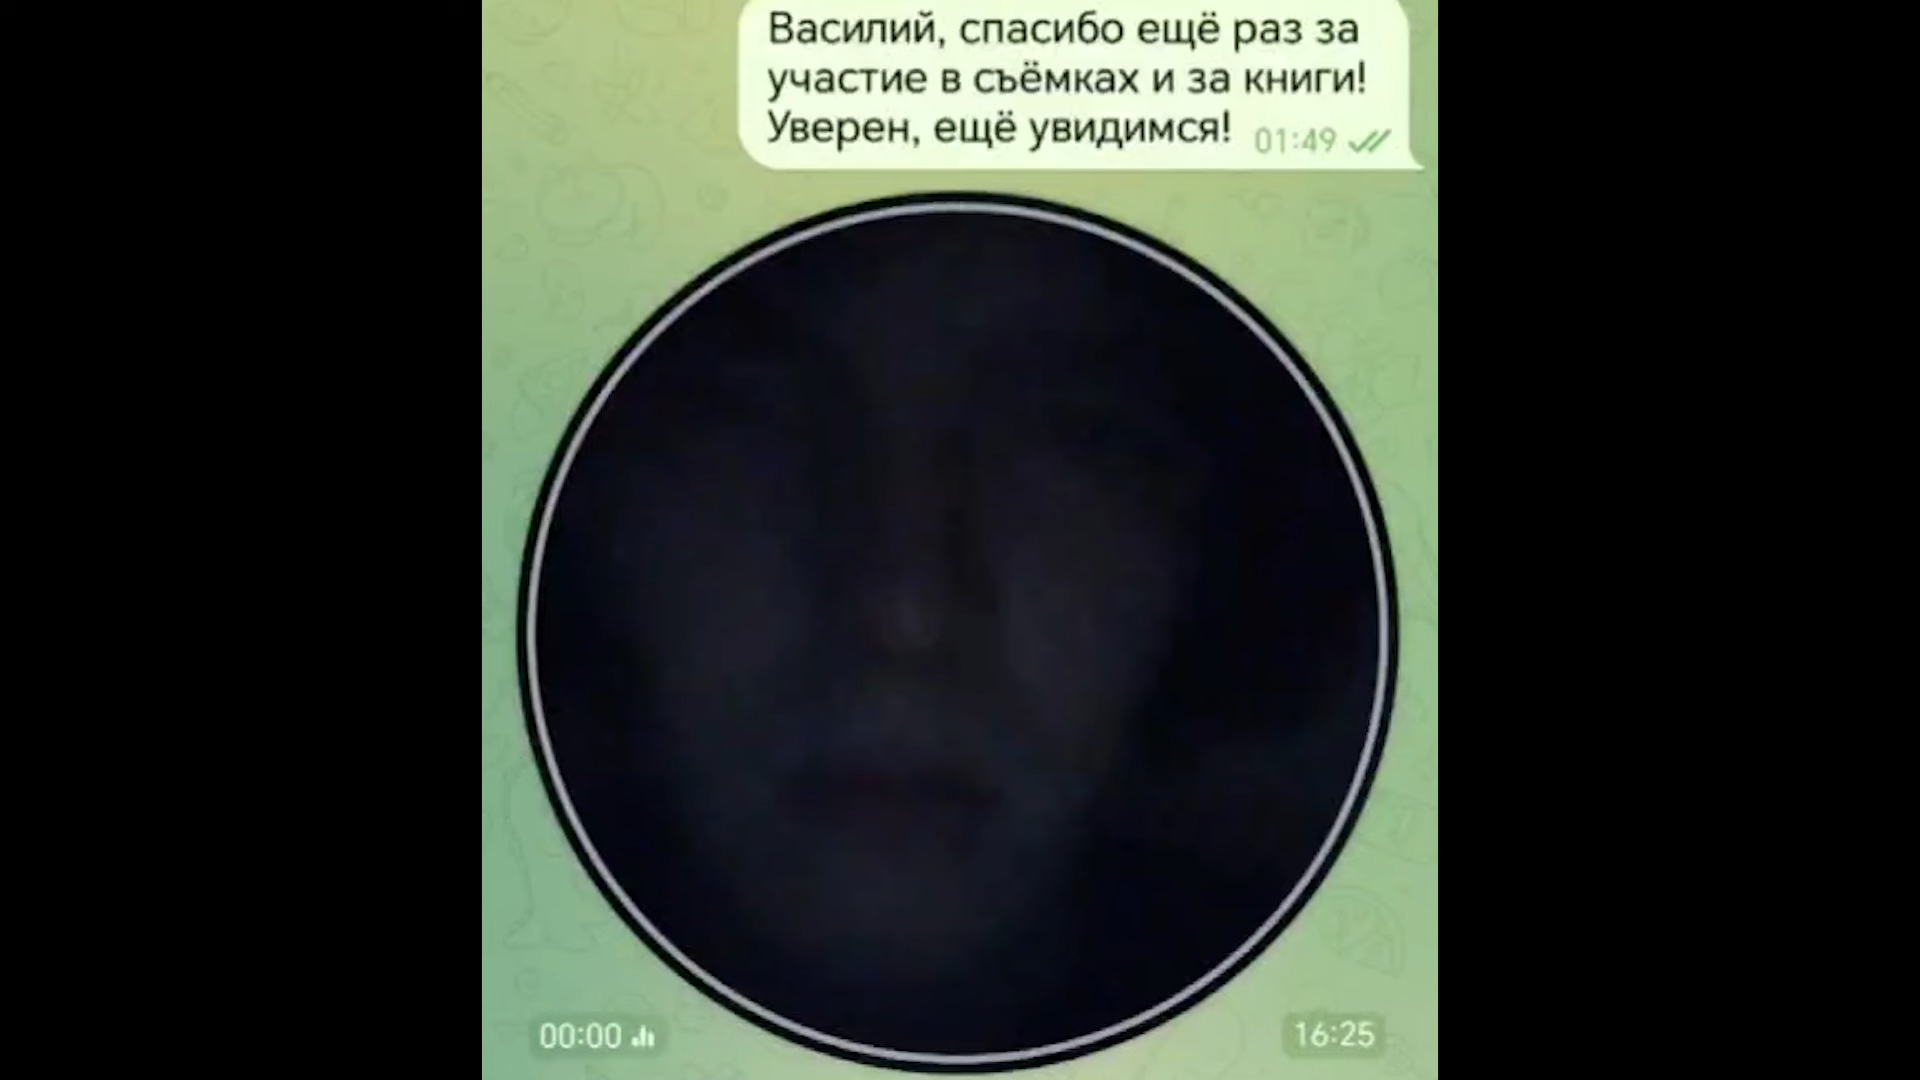 Василий, спасибо ещё раз за
участие в съёмках и за книги!
Уверен, ещё увидимся! 01:49
00:00
16:25